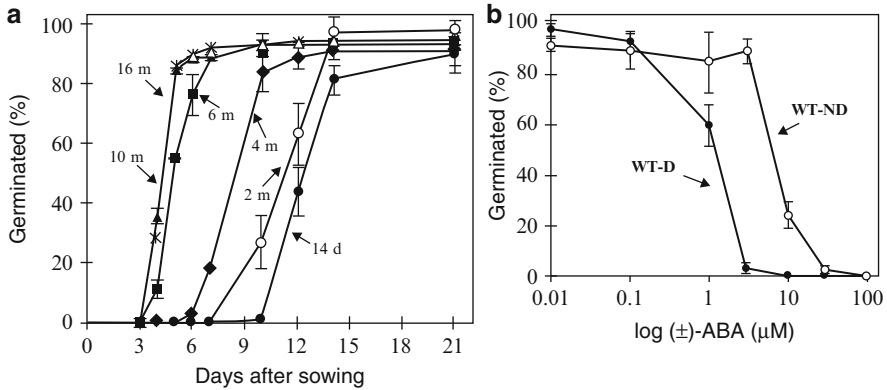 a
Germinated (%)
100
80
60
40
20
0
0 3 6 9 12 15 18 21
Days after sowing
16 m
10 m
6 m
4 m
2 m
14 d
b
Germinated (%)
100
80
60
40
20
0
0.01 0.1 1 10 100
log (±)-ABA (μM)
WT-ND
WT-D